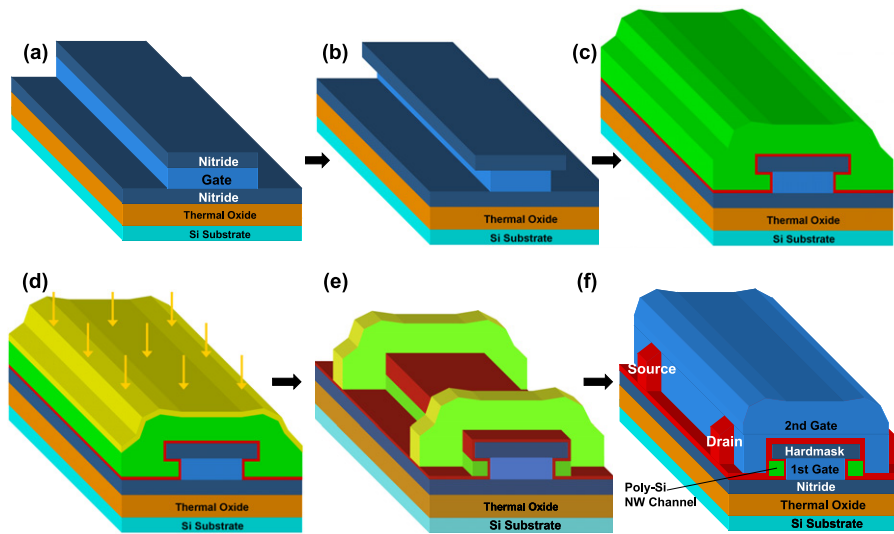 (a)
Nitride
Gate
Nitride
Thermal Oxide
Si Substrate
(b)
Thermal Oxide
Si Substrate
(c)
Thermal Oxide
Si Substrate
(d)
Thermal Oxide
Si Substrate
(e)
Thermal Oxide
Si Substrate
(f)
Source
Drain
2nd Gate
Hardmask
1st Gate
Poly-Si
NW Channel
Nitride
Thermal Oxide
Si Substrate